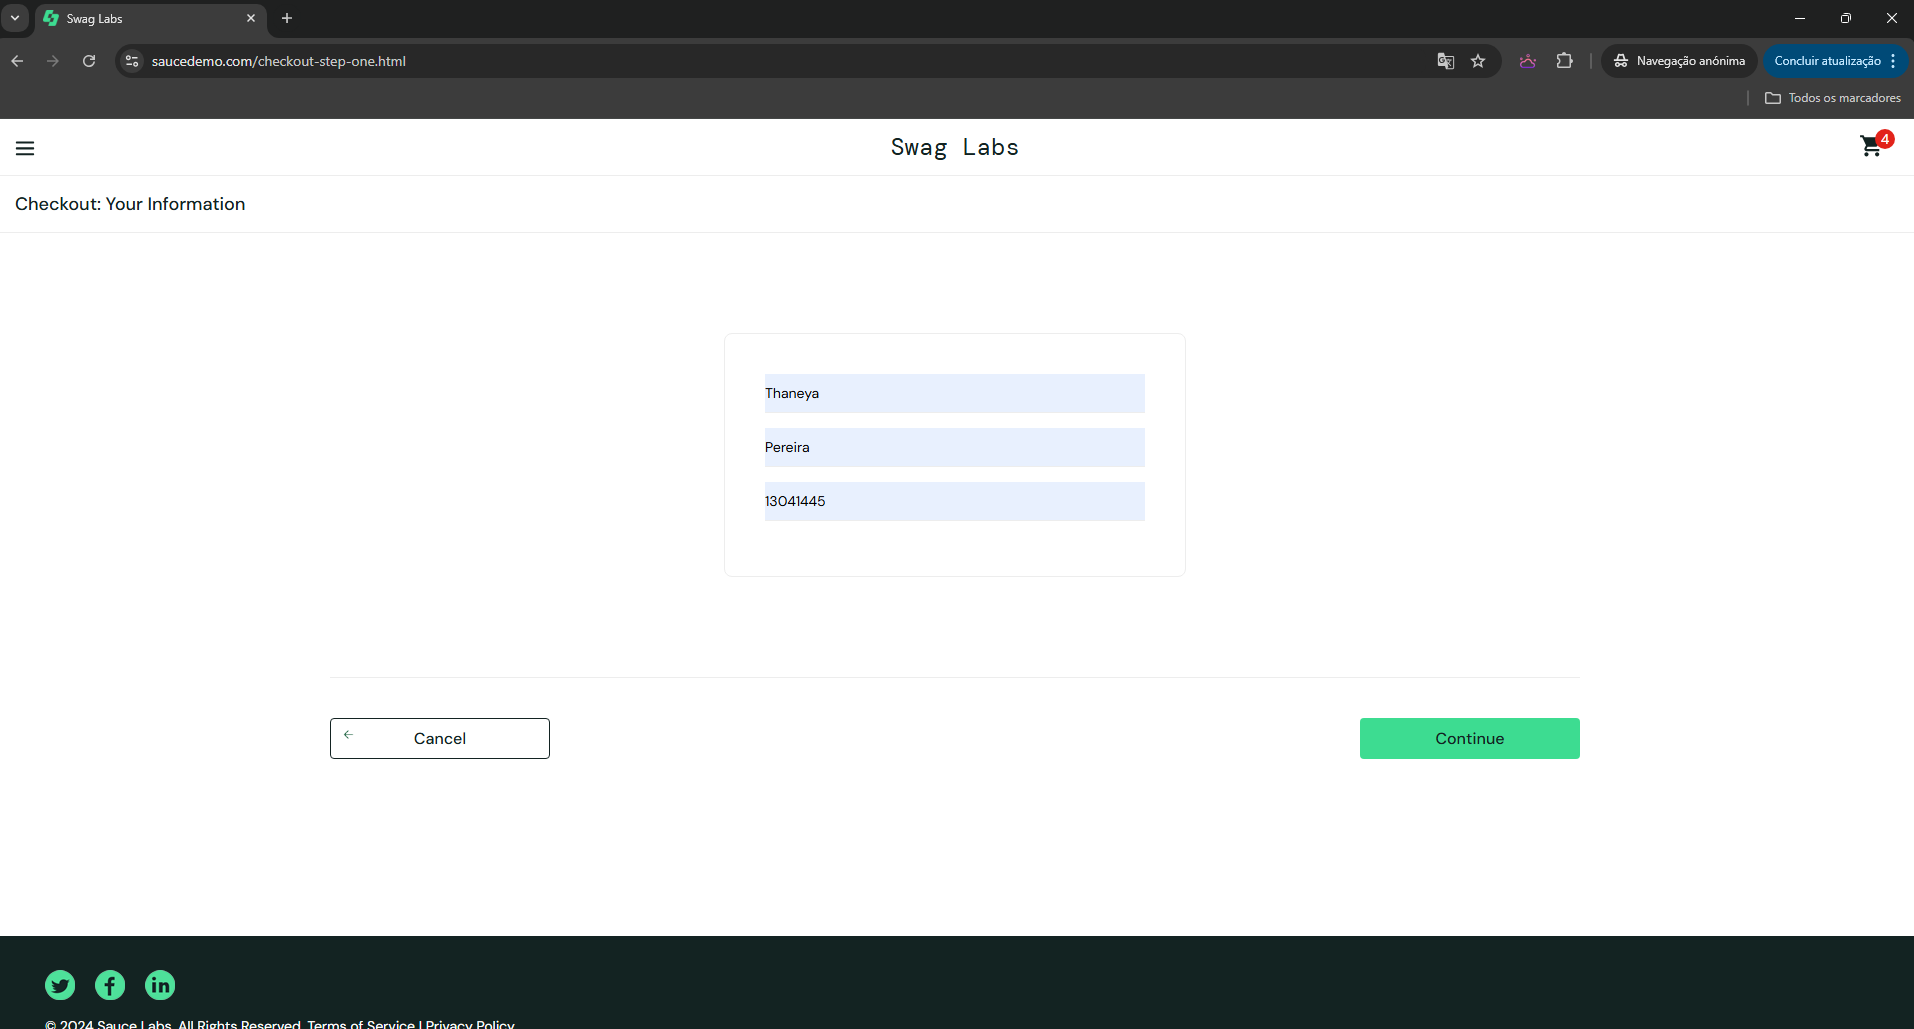 Swag Labs
saucedemo.com/checkout-step-one.html
Navegação anónima
Concluir atualização
Todos os marcadores
Swag Labs
4
Checkout: Your Information
Thaneya
Pereira
13041445
Cancel
Continue
© 2024 Sauce Labs. All Rights Reserved. Terms of Service | Privacy Policy